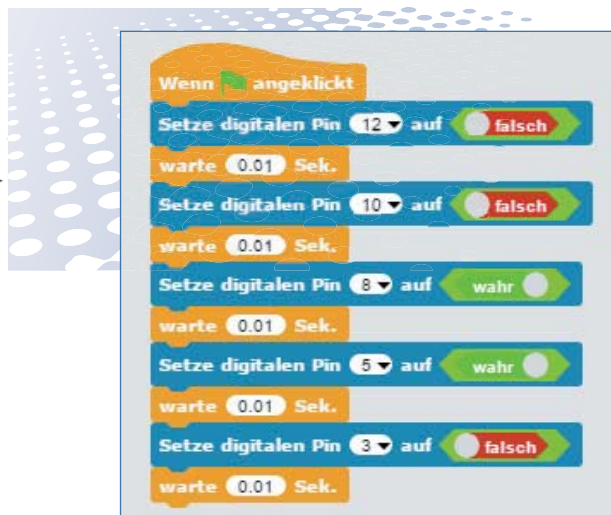 Wenn angeklickt
Setze digitalen Pin 12 auf falsch
warte 0.01 Sek.
Setze digitalen Pin 10 auf falsch
warte 0.01 Sek.
Setze digitalen Pin 8 auf wahr
warte 0.01 Sek.
Setze digitalen Pin 5 auf wahr
warte 0.01 Sek.
Setze digitalen Pin 3 auf falsch
warte 0.01 Sek.